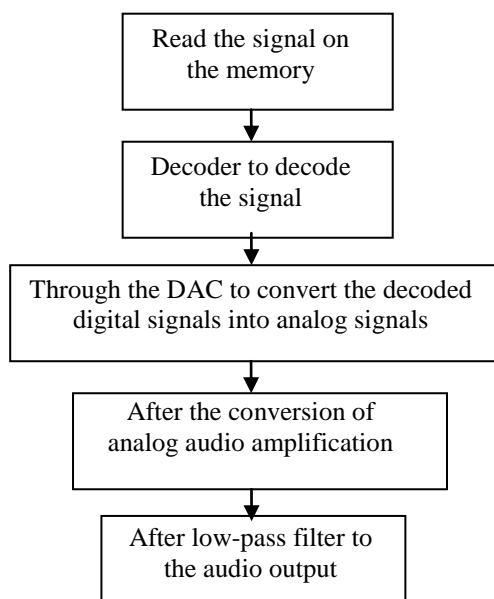 Read the signal on
the memory
Decoder to decode
the signal
Through the DAC to convert the decoded
digital signals into analog signals
After the conversion of
analog audio amplification
After low-pass filter to
the audio output